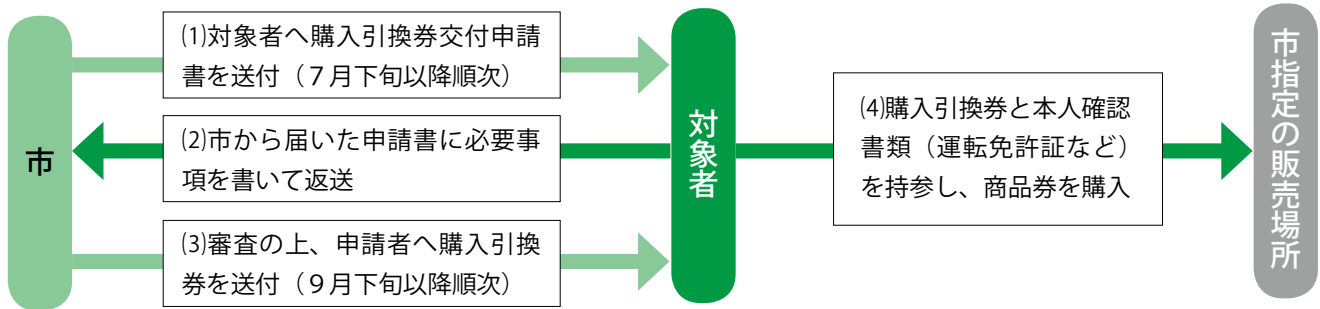 市
⑴対象者へ購入引換券交付申請
書を送付（７月下旬以降順次）
⑵市から届いた申請書に必要事
項を書いて返送
⑶審査の上、申請者へ購入引換
券を送付（９月下旬以降順次）
対象者
⑷購入引換券と本人確認
書類（運転免許証など）
を持参し、商品券を購入
市指定の販売場所